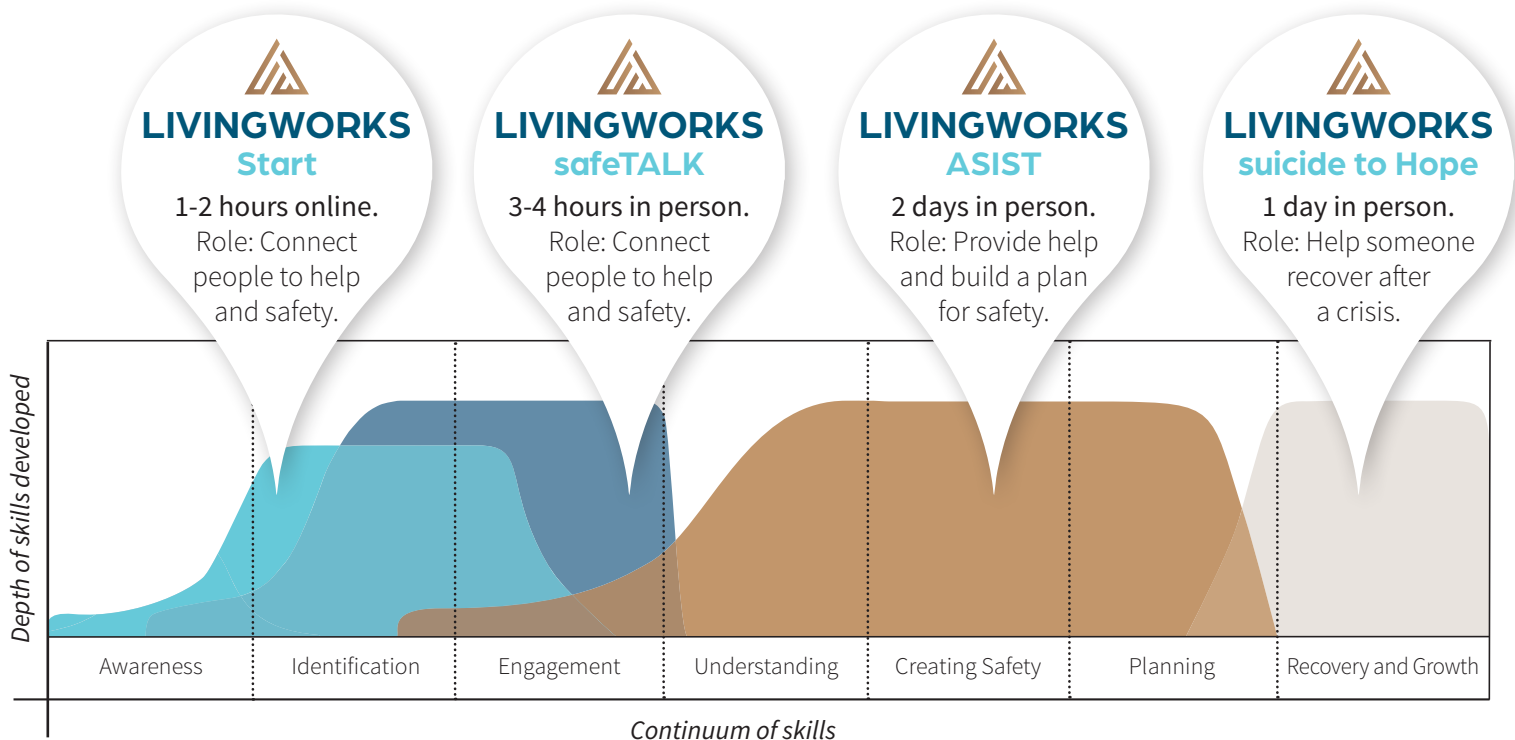 LIVINGWORKS
Start
1-2 hours online.
Role: Connect
people to help
and safety.
LIVINGWORKS
safeTALK
3-4 hours in person.
Role: Connect
people to help
and safety.
LIVINGWORKS
ASIST
2 days in person.
Role: Provide help
and build a plan
for safety.
LIVINGWORKS
suicide to Hope
1 day in person.
Role: Help someone
recover after
a crisis.
Depth of skills developed
Awareness
Identification
Engagement
Understanding
Creating Safety
Planning
Recovery and Growth
Continuum of skills